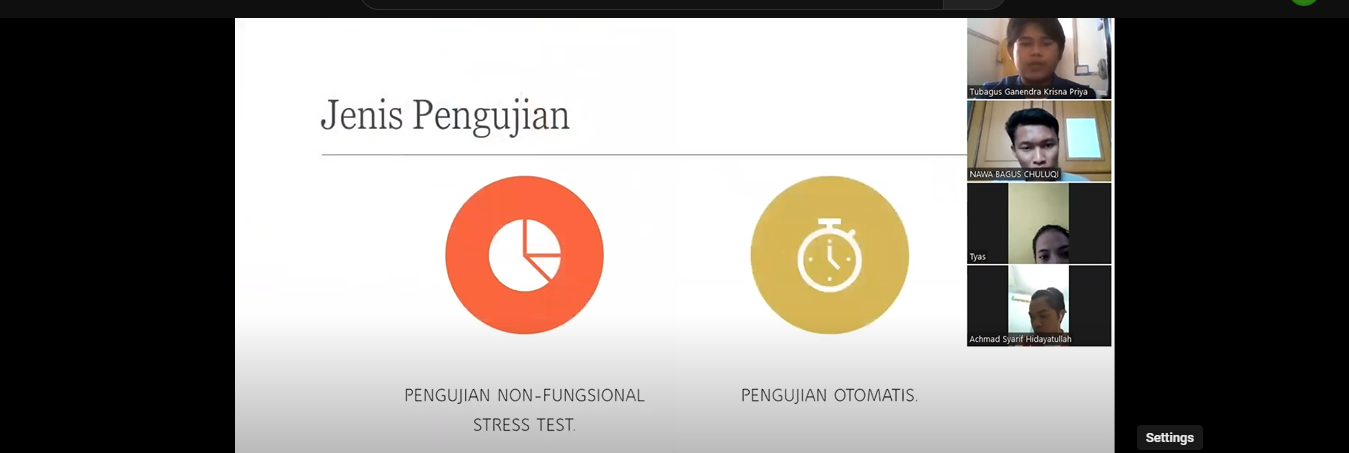 Jenis Pengujian
PENGUJIAN NON-FUNGSIONAL
STRESS TEST.
PENGUJIAN OTOMATIS.
Tubagus Ganendra Krisna Priya
NAWA BAGUS CHULUQI
Tyas
Achmad Syarif Hidayatullah
Settings